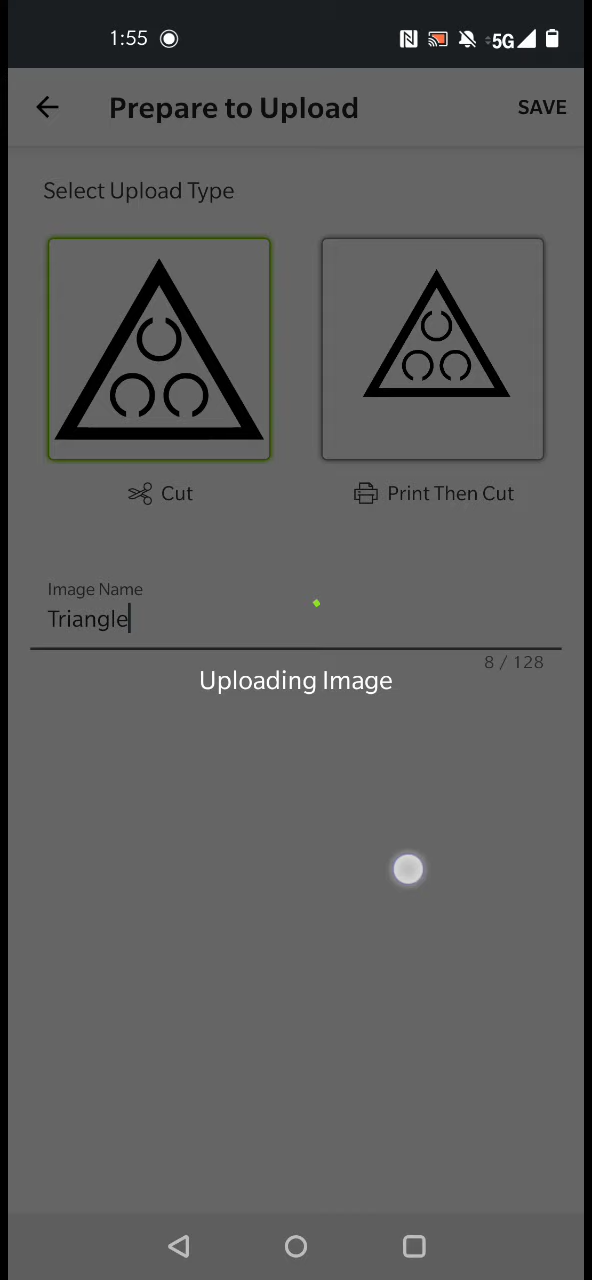 1:55
5G
Prepare to Upload
SAVE
Select Upload Type
Cut
Print Then Cut
Image Name
Triangle
8 / 128
Uploading Image